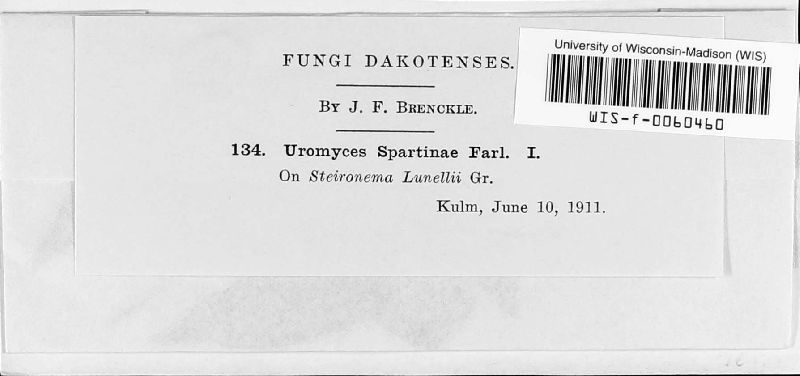 FUNGI DAKOTENSES.
BY J. F. BRENCKLE.
134. Uromyces Spartinae Farl. I.
On Steironema Lunellii Gr.
Kulm, June 10, 1911.
University of Wisconsin-Madison (WIS)
WIS-f-0060460